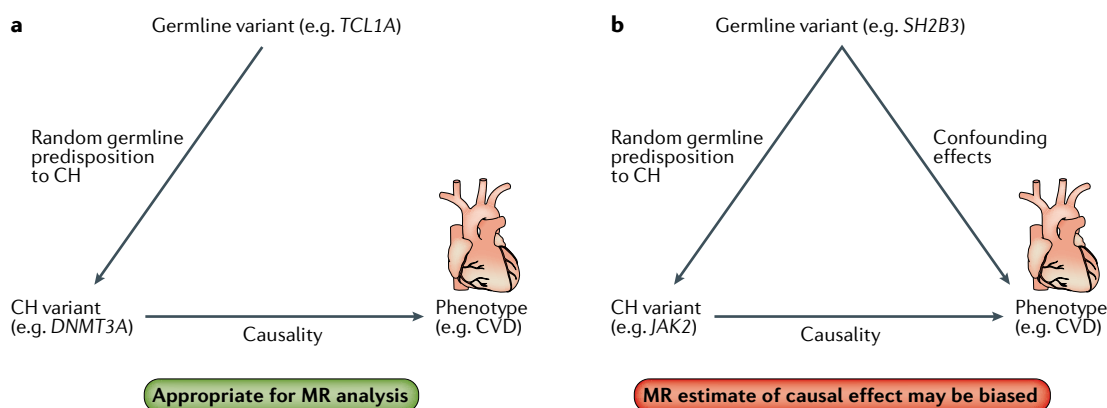 a
Germline variant (e.g. TCL1A)
Random germline
predisposition
to CH
CH variant
(e.g. DNMT3A)
Causality
Phenotype
(e.g. CVD)
Appropriate for MR analysis
b
Germline variant (e.g. SH2B3)
Random germline
predisposition
to CH
Confounding
effects
CH variant
(e.g. JAK2)
Causality
Phenotype
(e.g. CVD)
MR estimate of causal effect may be biased